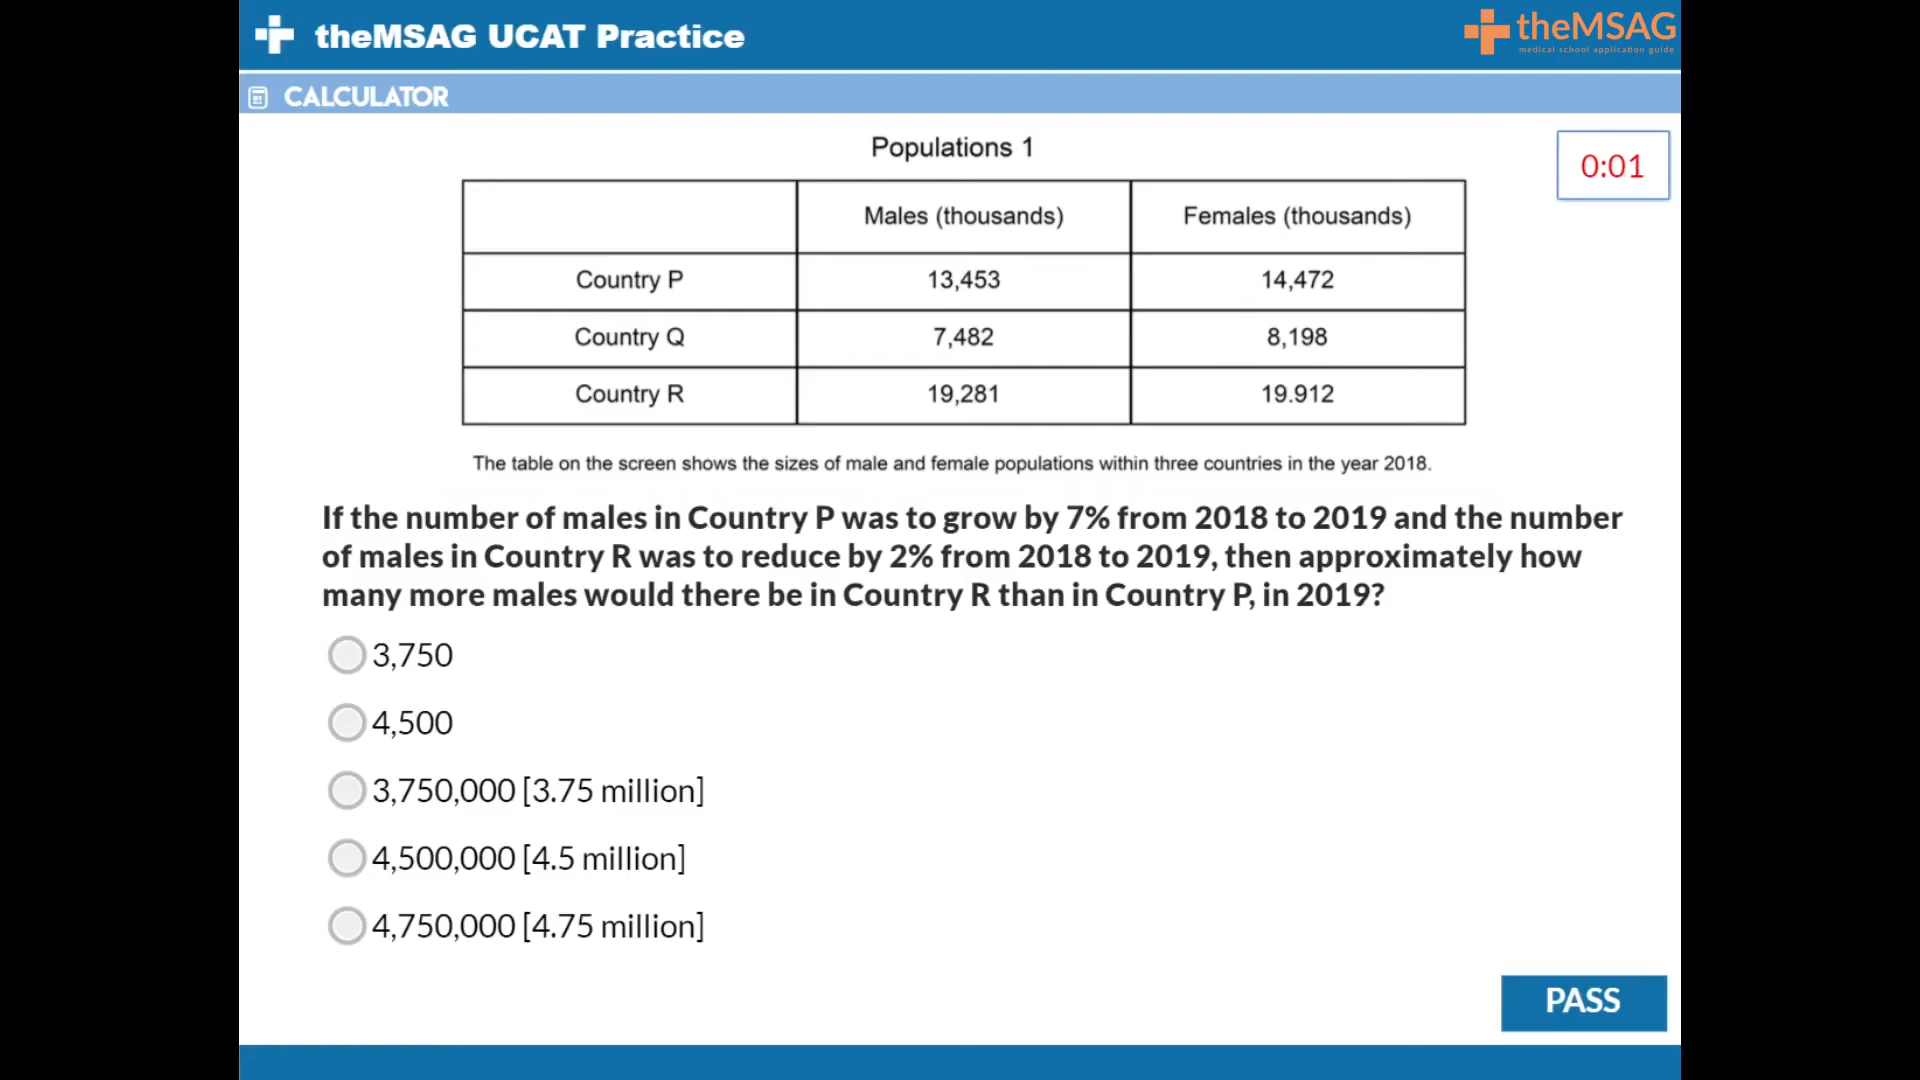 theMSAG UCAT Practice
theMSAG
medical school application guide
CALCULATOR
Populations 1
0:01
Males (thousands) Females (thousands)
Country P 13,453 14,472
Country Q 7,482 8,198
Country R 19,281 19.912
The table on the screen shows the sizes of male and female populations within three countries in the year 2018.
If the number of males in Country P was to grow by 7% from 2018 to 2019 and the number
of males in Country R was to reduce by 2% from 2018 to 2019, then approximately how
many more males would there be in Country R than in Country P, in 2019?
3,750
4,500
3,750,000 [3.75 million]
4,500,000 [4.5 million]
4,750,000 [4.75 million]
PASS